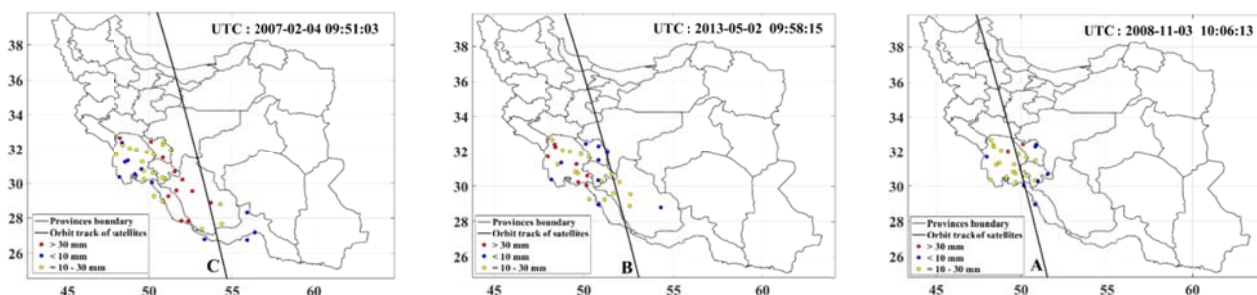 UTC : 2007-02-04 09:51:03
38
36
34
32
30
28
26
Provinces boundary
Orbit track of satellites
> 30 mm
< 10 mm
= 10 - 30 mm
C
45 50 55 60
UTC : 2013-05-02 09:58:15
38
36
34
32
30
28
26
Provinces boundary
Orbit track of satellites
> 30 mm
< 10 mm
= 10 - 30 mm
B
45 50 55 60
UTC : 2008-11-03 10:06:13
38
36
34
32
30
28
26
Provinces boundary
Orbit track of satellites
> 30 mm
< 10 mm
= 10 - 30 mm
A
45 50 55 60